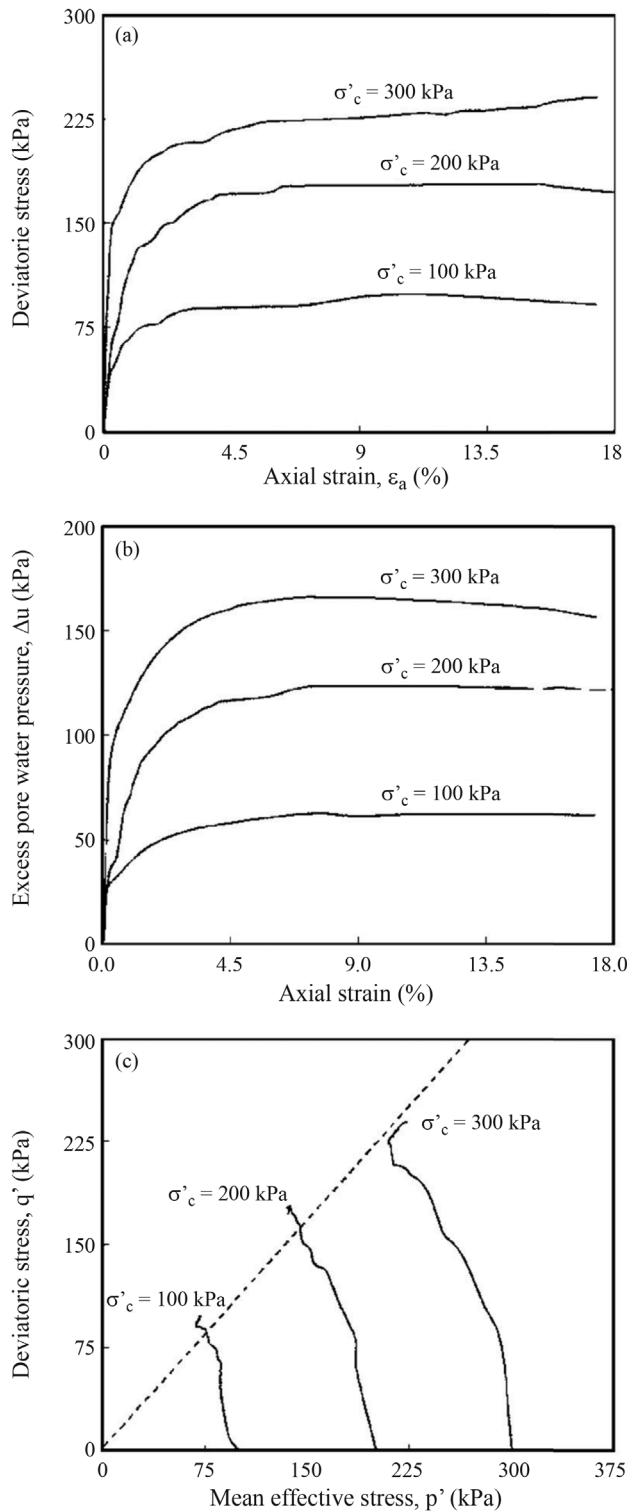 300
(a)
σ'c = 300 kPa
225
σ'c = 200 kPa
150
σ'c = 100 kPa
75
0
0 4.5 9 13.5 18
Deviatorie stress (kPa)
Axial strain, εa (%)
200
(b)
σ'c = 300 kPa
150
σ'c = 200 kPa
100
σ'c = 100 kPa
50
0
0.0 4.5 9.0 13.5 18.0
Excess pore water pressure, Δu (kPa)
Axial strain (%)
300
(c)
σ'c = 300 kPa
225
σ'c = 200 kPa
150
σ'c = 100 kPa
75
0
0 75 150 225 300 375
Deviatoric stress, q' (kPa)
Mean effective stress, p' (kPa)